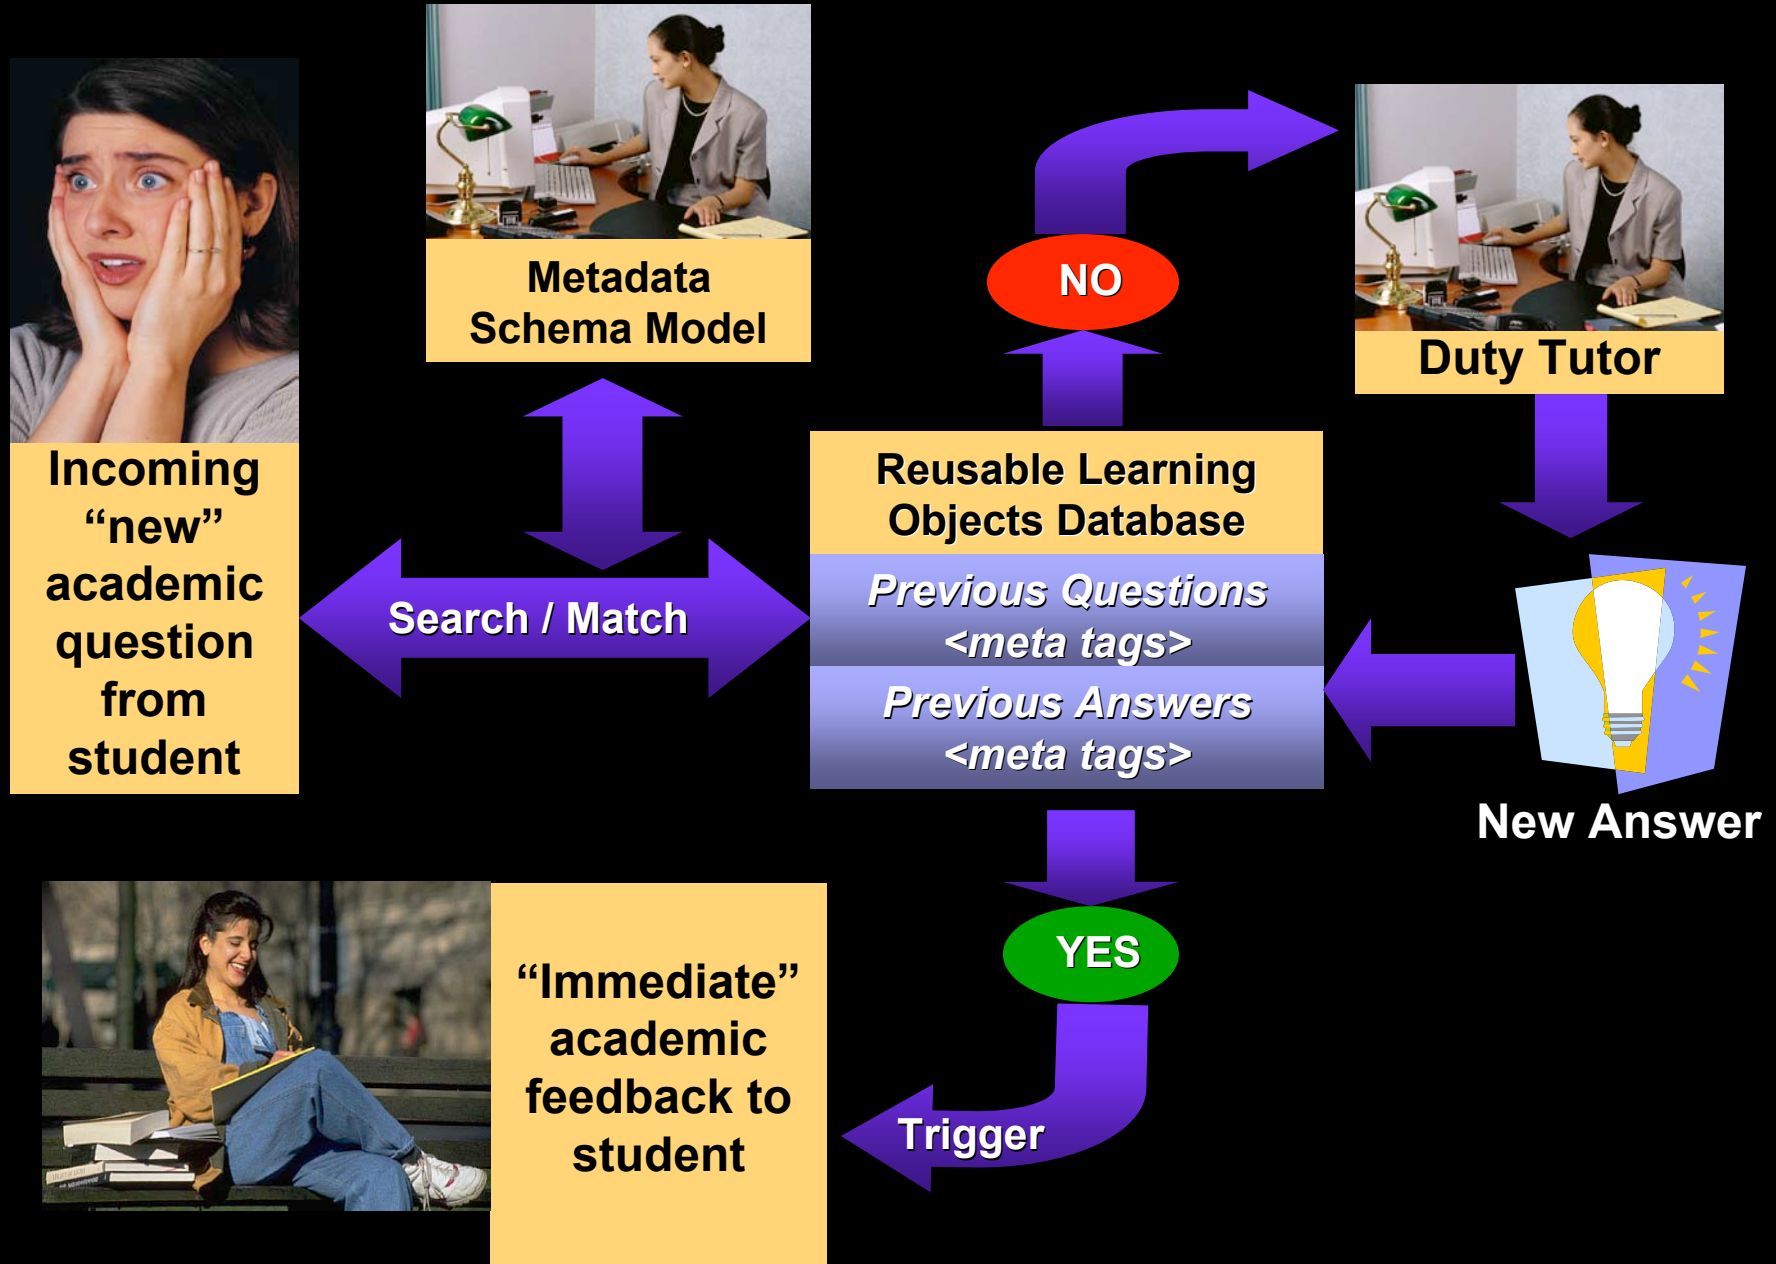 Metadata
Schema Model
NO
Duty Tutor
Incoming
“new”
academic
question
from
student
Search / Match
Reusable Learning
Objects Database
Previous Questions
<meta tags>
Previous Answers
<meta tags>
New Answer
YES
Trigger
“Immediate”
academic
feedback to
student